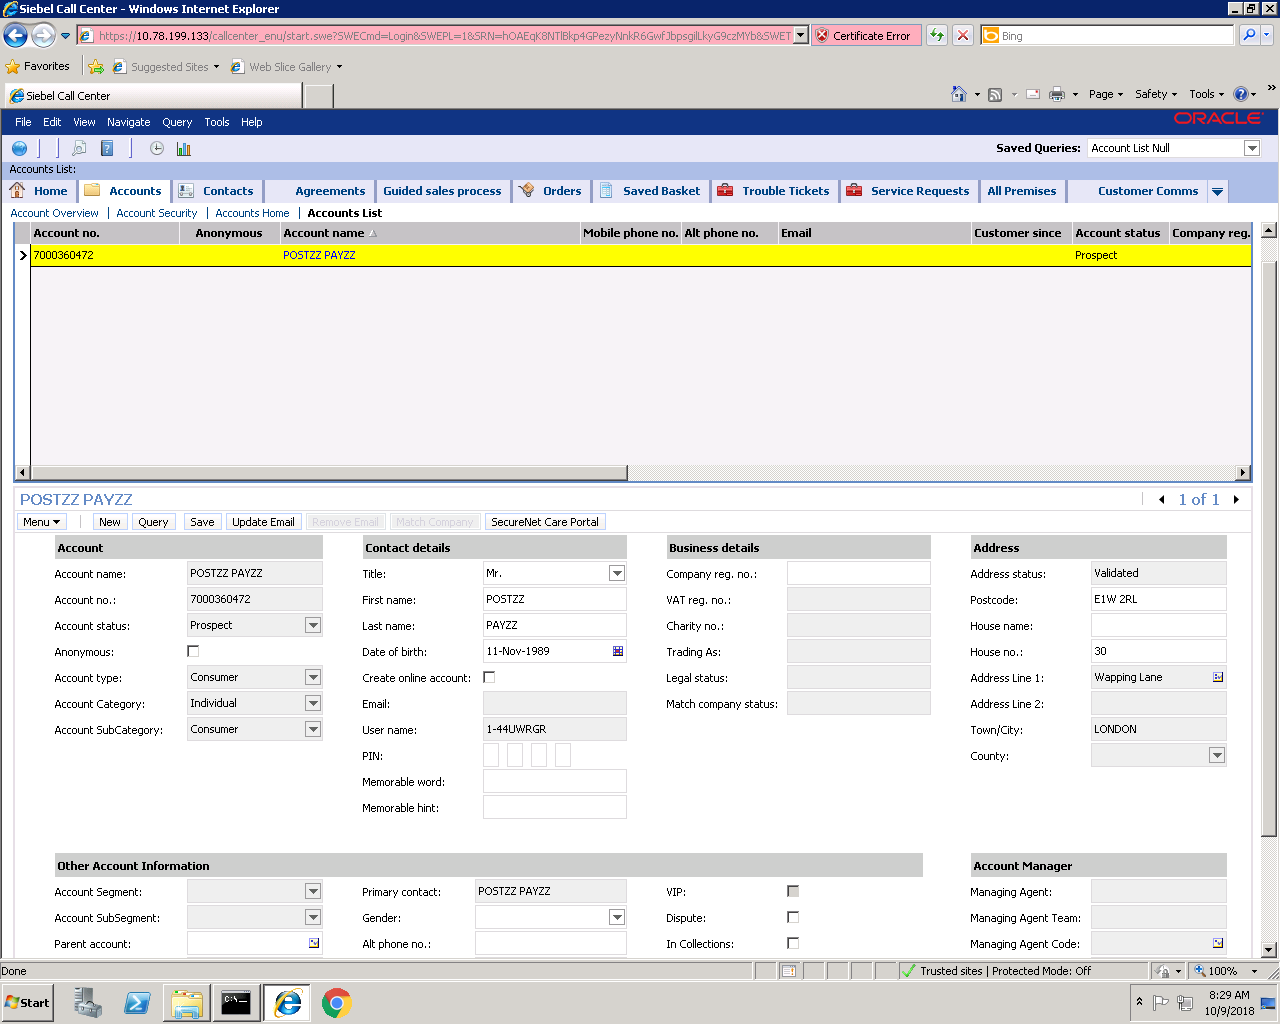 Siebel Call Center - Windows Internet Explorer
https://10.78.199.133/callcenter_enu/start.swe?SWECmd=Login&SWEPL=1&SRN= Certificate Error Bing
Favorites Suggested Sites Web Slice Gallery
Siebel Call Center Page Safety Tools »
File Edit View Navigate Query Tools Help ORACLE
Saved Queries: Account List Null
Accounts List:
Home Accounts Contacts Agreements Guided sales process Orders Saved Basket Trouble Tickets Service Requests All Premises Customer Comms
Account Overview | Account Security | Accounts Home | Accounts List
Account no. Anonymous Account name Mobile phone no. Alt phone no. Email Customer since Account status Company reg.
7000360472 POSTZZ PAYZZ Prospect
POSTZZ PAYZZ 1 of 1
Menu New Query Save Update Email Remove Email Match Company SecureNet Care Portal
Account Contact details Business details Address
Account name: POSTZZ PAYZZ Title: Mr. Company reg. no.: Address status: Validated
Account no.: 7000360472 First name: POSTZZ VAT reg. no.: Postcode: E1W 2RL
Account status: Prospect Last name: PAYZZ Charity no.: House name:
Anonymous: Date of birth: 11-Nov-1989 Trading As: House no.: 30
Account type: Consumer Create online account: Legal status: Address Line 1: Wapping Lane
Account Category: Individual Email: Match company status: Address Line 2:
Account SubCategory: Consumer User name: 1-44UWRGR Town/City: LONDON
PIN: County:
Memorable word:
Memorable hint:
Other Account Information Account Manager
Account Segment: Primary contact: POSTZZ PAYZZ VIP: Managing Agent:
Account SubSegment: Gender: Dispute: Managing Agent Team:
Parent account: Alt phone no.: In Collections: Managing Agent Code:
Done Trusted sites | Protected Mode: Off 100%
Start C:\ 8:29 AM
10/9/2018